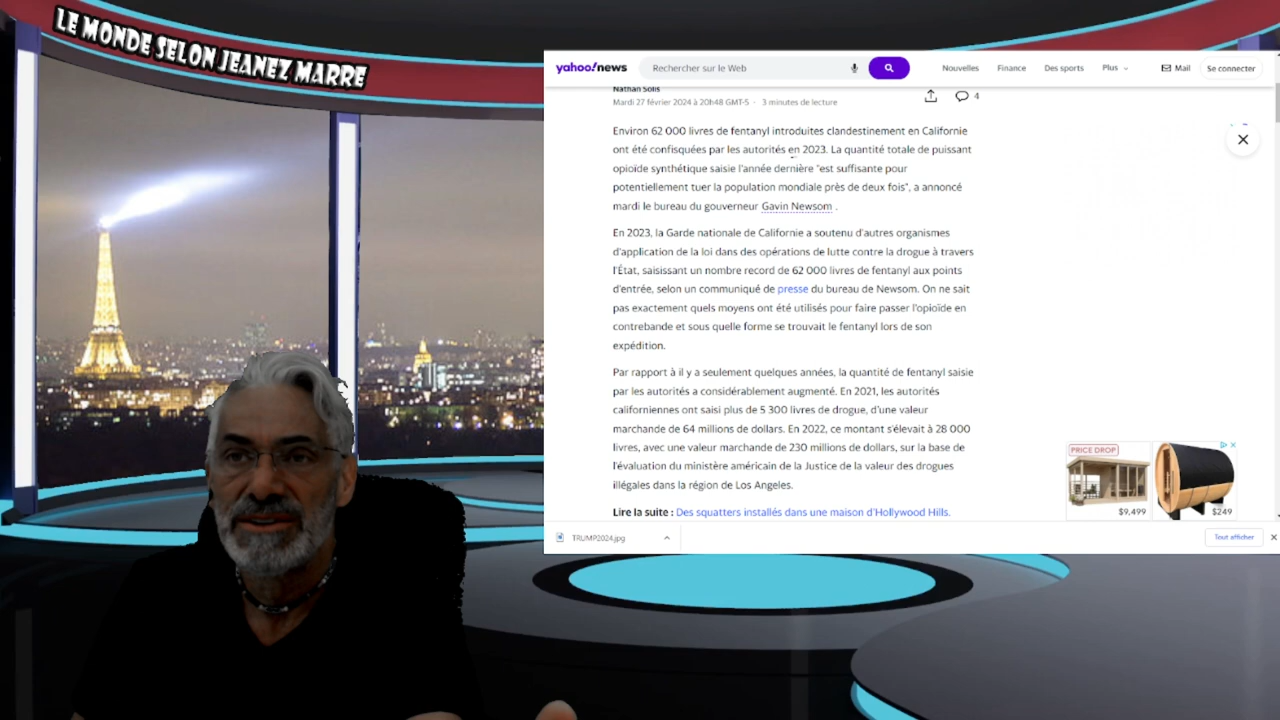 LE MONDE SELON JEANEZ MARRE
yahoo!news
Rechercher sur le Web
Nouvelles
Finance
Des sports
Plus
Mail
Se connecter
Nathan Solis
Mardi 27 février 2024 à 20h48 GMT-5 · 3 minutes de lecture
4
Environ 62 000 livres de fentanyl introduites clandestinement en Californie
ont été confisquées par les autorités en 2023. La quantité totale de puissant
opioïde synthétique saisie l'année dernière "est suffisante pour
potentiellement tuer la population mondiale près de deux fois", a annoncé
mardi le bureau du gouverneur Gavin Newsom .
En 2023, la Garde nationale de Californie a soutenu d'autres organismes
d'application de la loi dans des opérations de lutte contre la drogue à travers
l'État, saisissant un nombre record de 62 000 livres de fentanyl aux points
d'entrée, selon un communiqué de presse du bureau de Newsom. On ne sait
pas exactement quels moyens ont été utilisés pour faire passer l'opioïde en
contrebande et sous quelle forme se trouvait le fentanyl lors de son
expédition.
Par rapport à il y a seulement quelques années, la quantité de fentanyl saisie
par les autorités a considérablement augmenté. En 2021, les autorités
californiennes ont saisi plus de 5 300 livres de drogue, d'une valeur
marchande de 64 millions de dollars. En 2022, ce montant s'élevait à 28 000
livres, avec une valeur marchande de 230 millions de dollars, sur la base de
l'évaluation du ministère américain de la Justice de la valeur des drogues
illégales dans la région de Los Angeles.
Lire la suite : Des squatters installés dans une maison d'Hollywood Hills.
PRICE DROP
$9,499
$249
TRUMP2024.jpg
Tout afficher